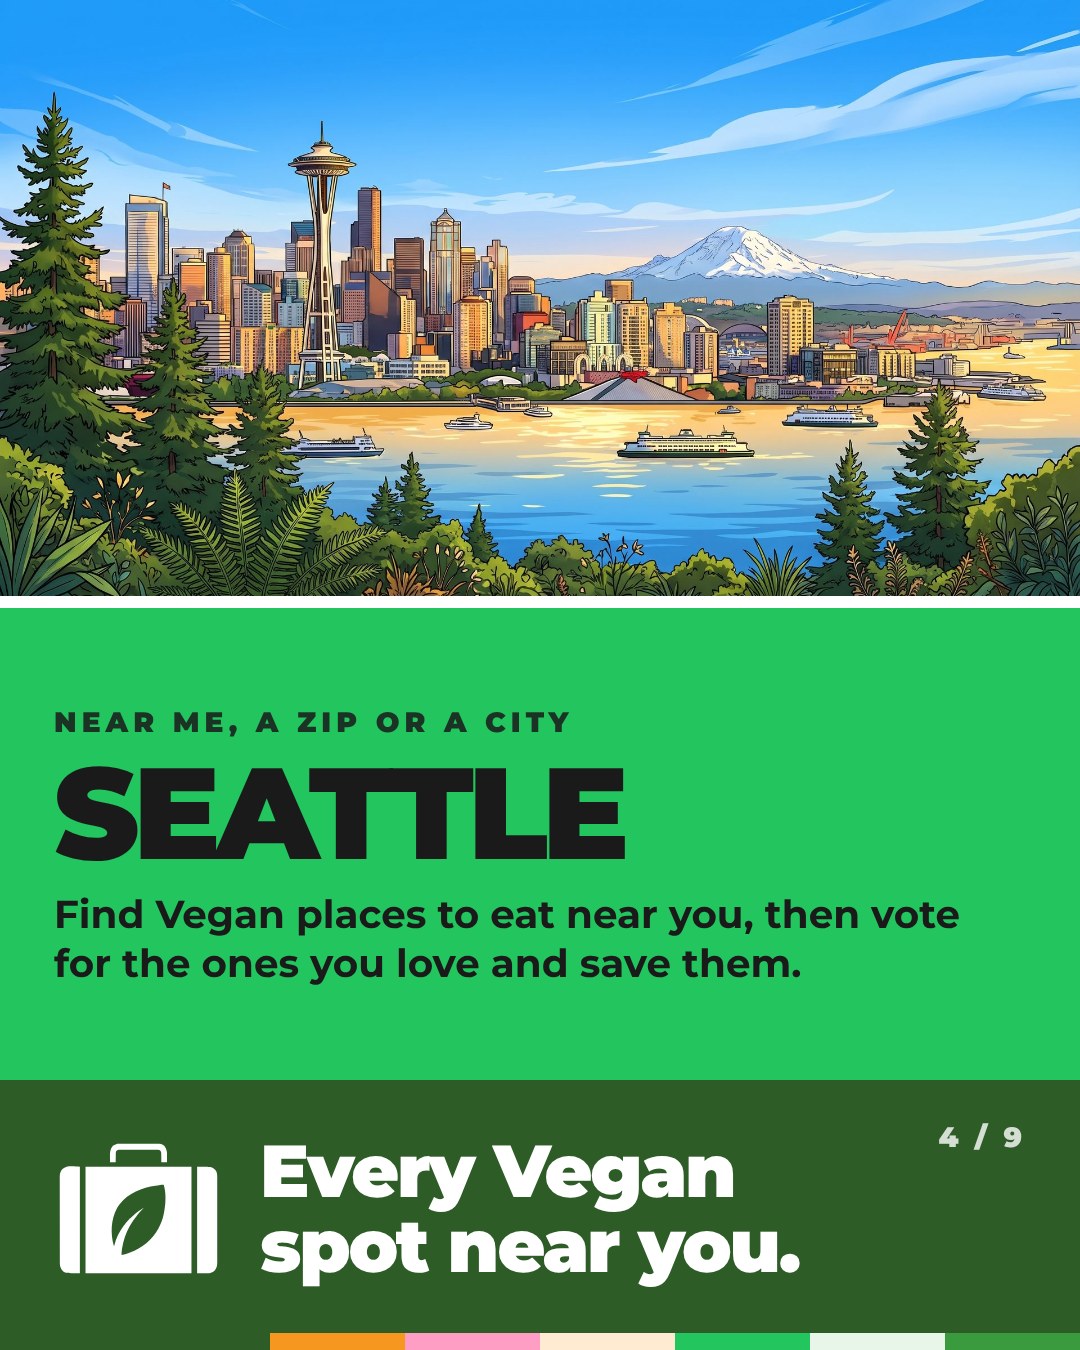 NEAR ME, A ZIP OR A CITY
SEATTLE
Find Vegan places to eat near you, then vote
for the ones you love and save them.
4 / 9
Every Vegan
spot near you.